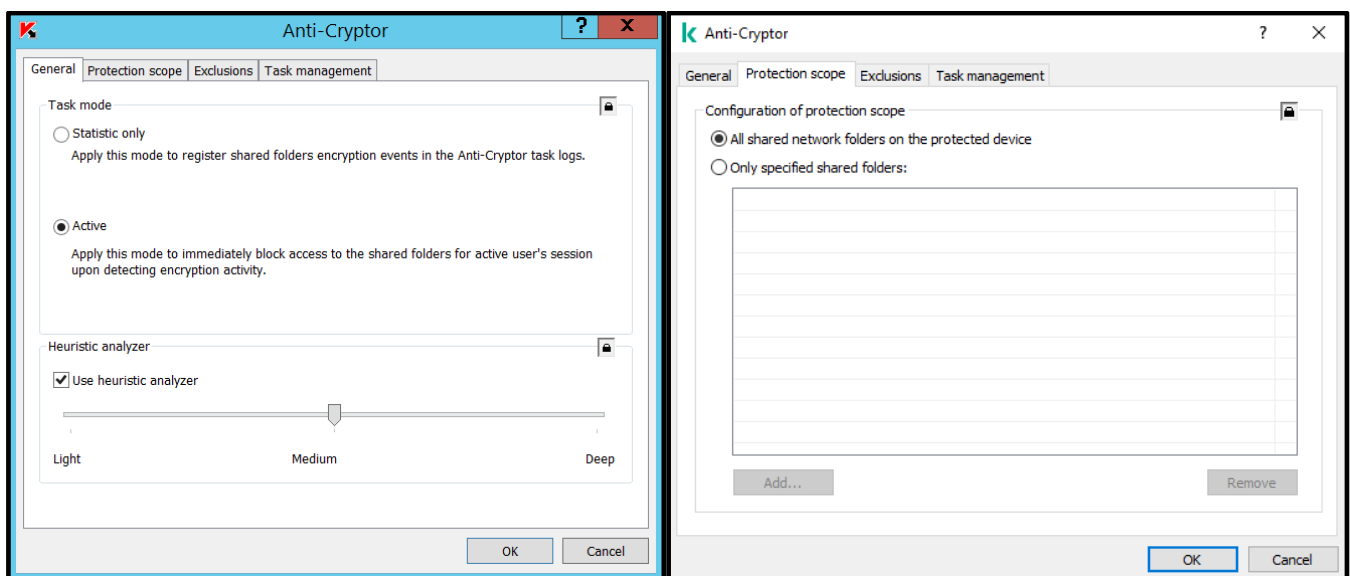 Anti-Cryptor
?
X
General Protection scope Exclusions Task management
Task mode
Statistic only
Apply this mode to register shared folders encryption events in the Anti-Cryptor task logs.
Active
Apply this mode to immediately block access to the shared folders for active user's session
upon detecting encryption activity.
Heuristic analyzer
Use heuristic analyzer
Light Medium Deep
OK Cancel
Anti-Cryptor
?
General Protection scope Exclusions Task management
Configuration of protection scope
All shared network folders on the protected device
Only specified shared folders:
Add... Remove
OK Cancel